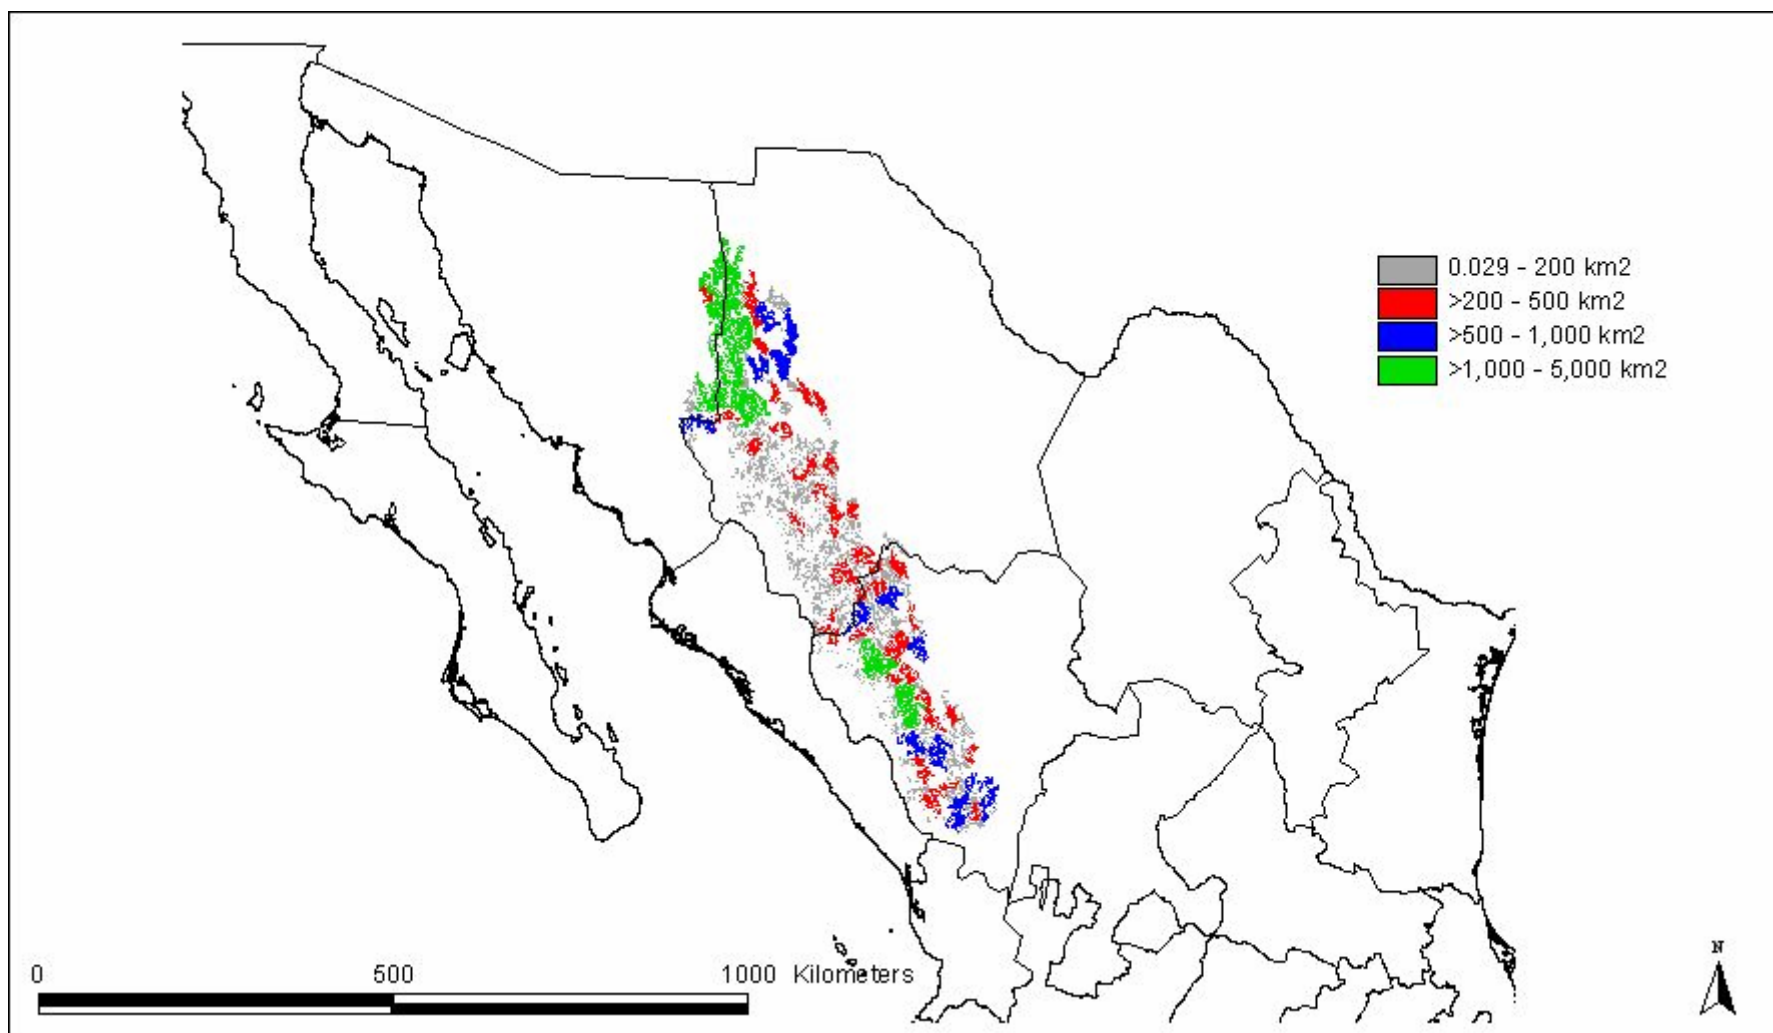 0.029 - 200 km2
>200 - 500 km2
>500 - 1,000 km2
>1,000 - 5,000 km2
N
0 500 1000 Kilometers